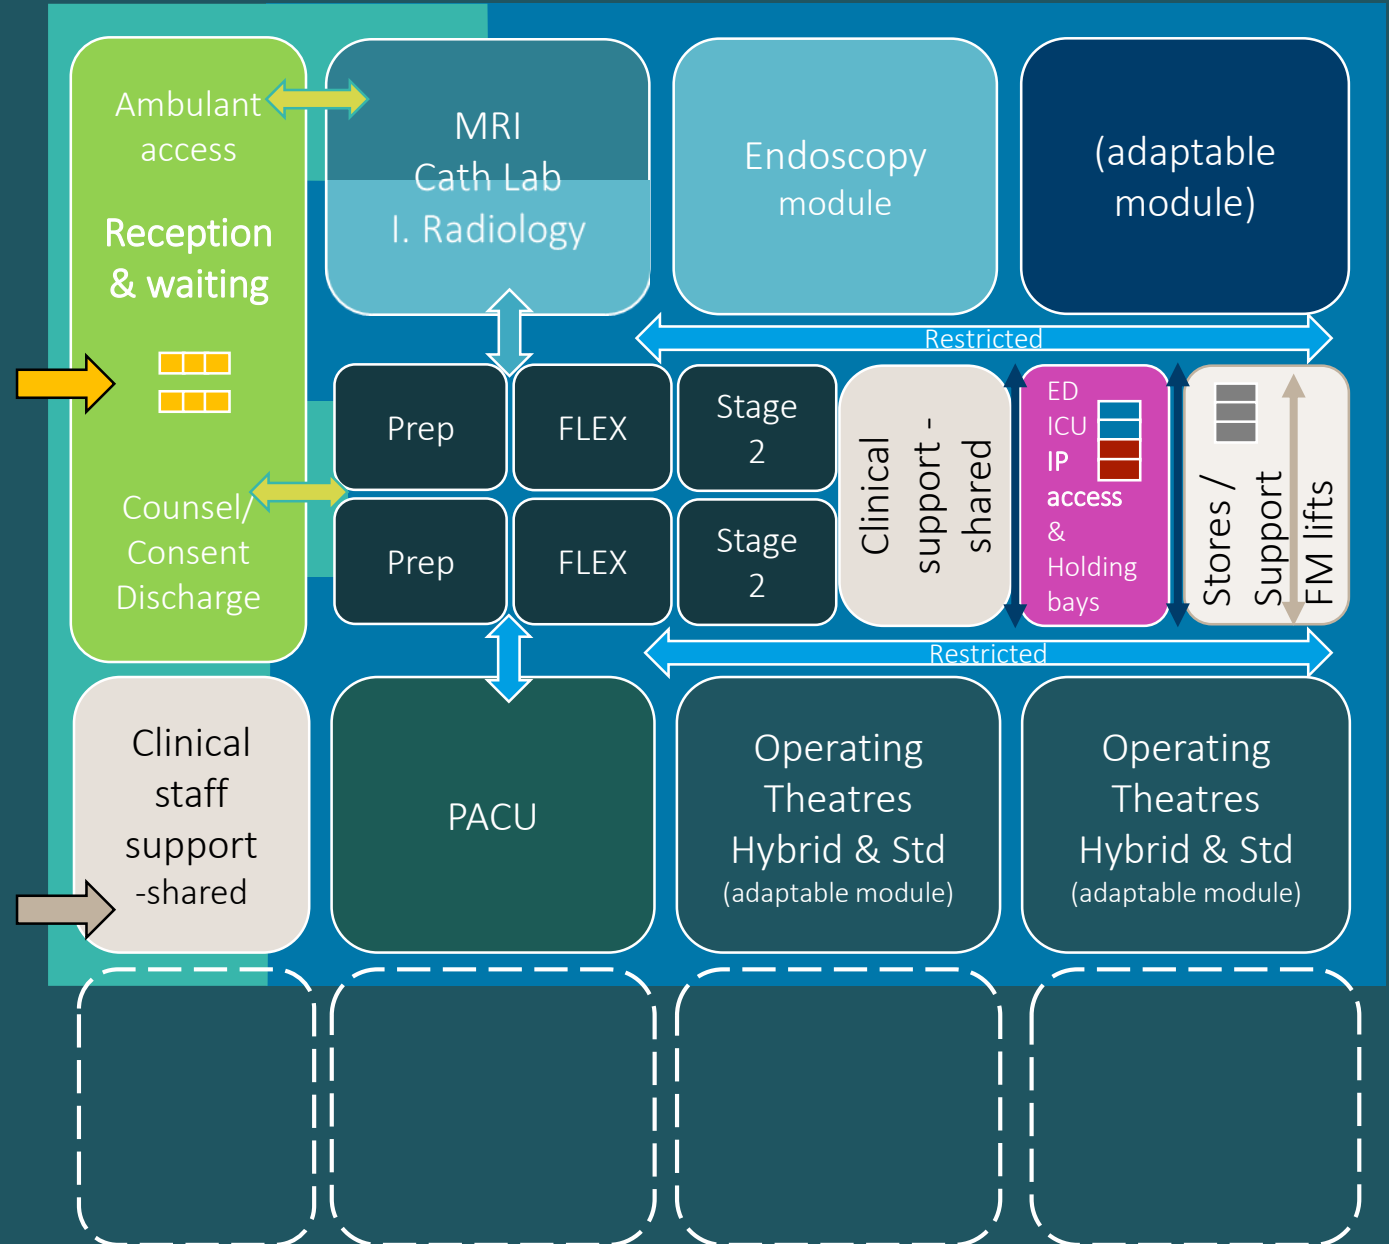 Ambulant
access
Reception
& waiting
Counsel/
Consent
Discharge
MRI
Cath Lab
I. Radiology
Endoscopy
module
(adaptable
module)
Restricted
Prep
FLEX
Stage
2
Prep
FLEX
Stage
2
Clinical
support -
shared
ED
ICU
IP
access
&
Holding
bays
Stores /
Support
FM lifts
Restricted
Clinical
staff
support
-shared
PACU
Operating
Theatres
Hybrid & Std
(adaptable module)
Operating
Theatres
Hybrid & Std
(adaptable module)